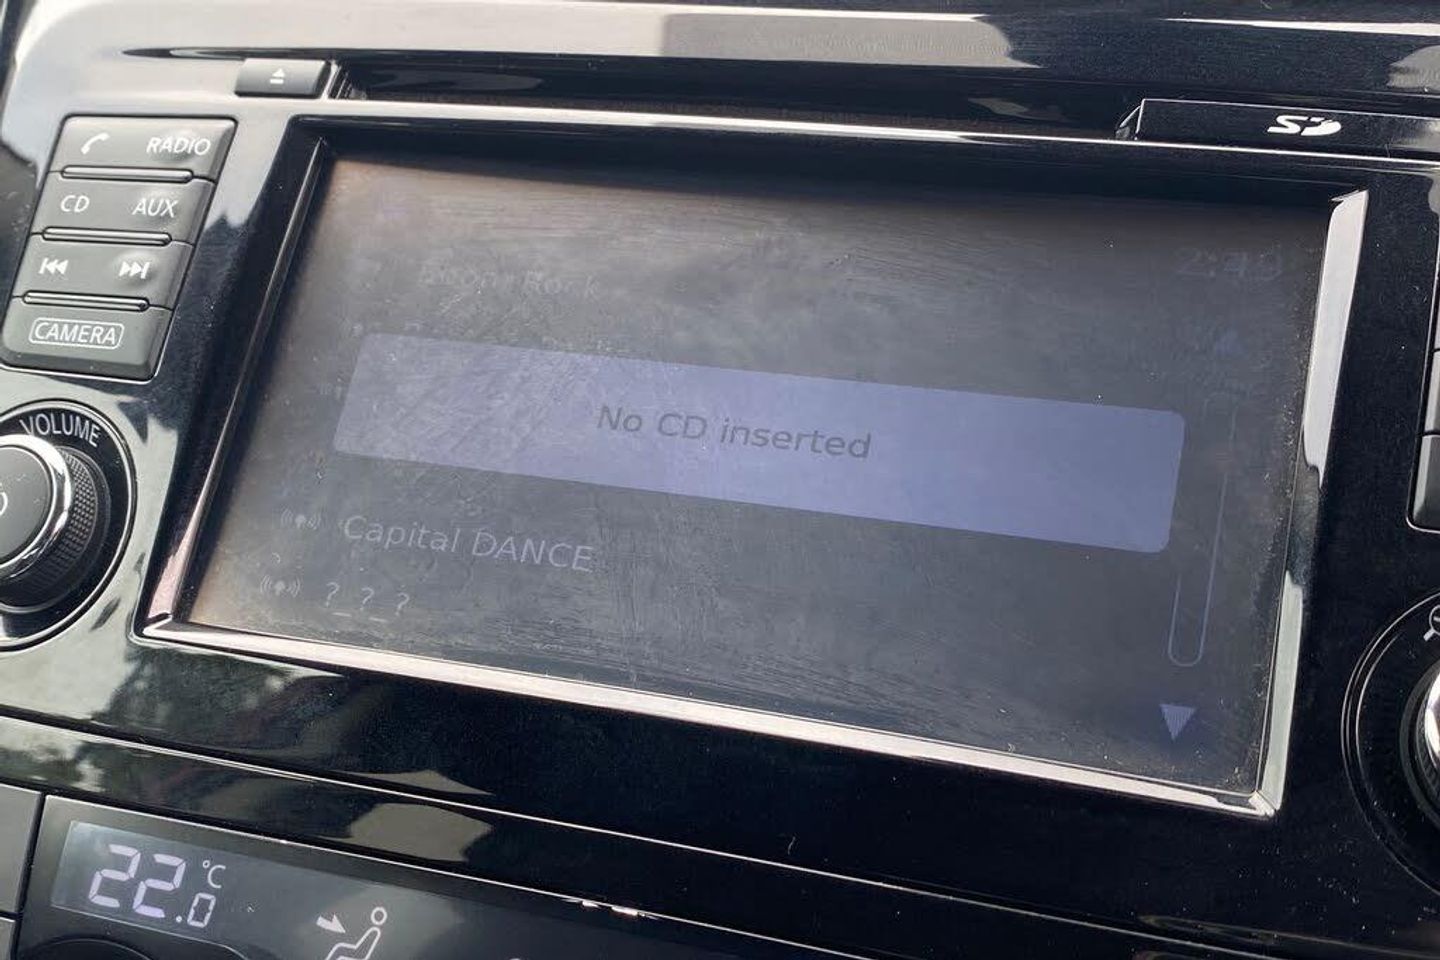 RADIO
CD AUX
CAMERA
VOLUME
SD
No CD inserted
Capital DANCE
?_?_?
22.0 °C